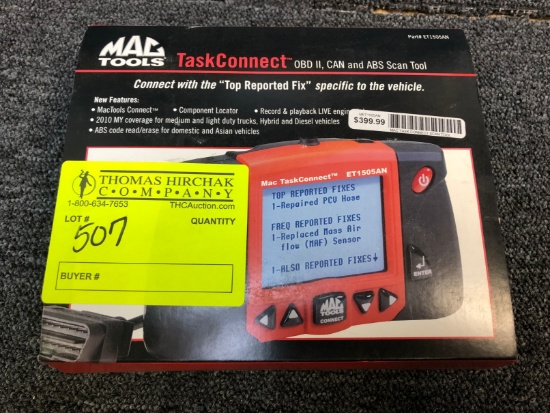 Part# ET1505AN
MAC
TOOLS
TaskConnect™ OBD II, CAN and ABS Scan Tool
Connect with the "Top Reported Fix" specific to the vehicle.
New Features:
• MacTools Connect™ • Component Locator • Record & playback LIVE engin
• 2010 MY coverage for medium and light duty trucks, Hybrid and Diesel vehicles
• ABS code read/erase for domestic and Asian vehicles
$399.99
THOMAS HIRCHAK
C•O•M•P•A•N•Y
1-800-634-7653 THCAuction.com
LOT # QUANTITY
507
BUYER #
Mac TaskConnect™ ET1505AN
TOP REPORTED FIXES
1-Repaired PCV Hose
FREQ REPORTED FIXES
1-Replaced Mass Air
flow (MAF) Sensor
1-ALSO REPORTED FIXES↓
ENTER
MAC
TOOLS
CONNECT